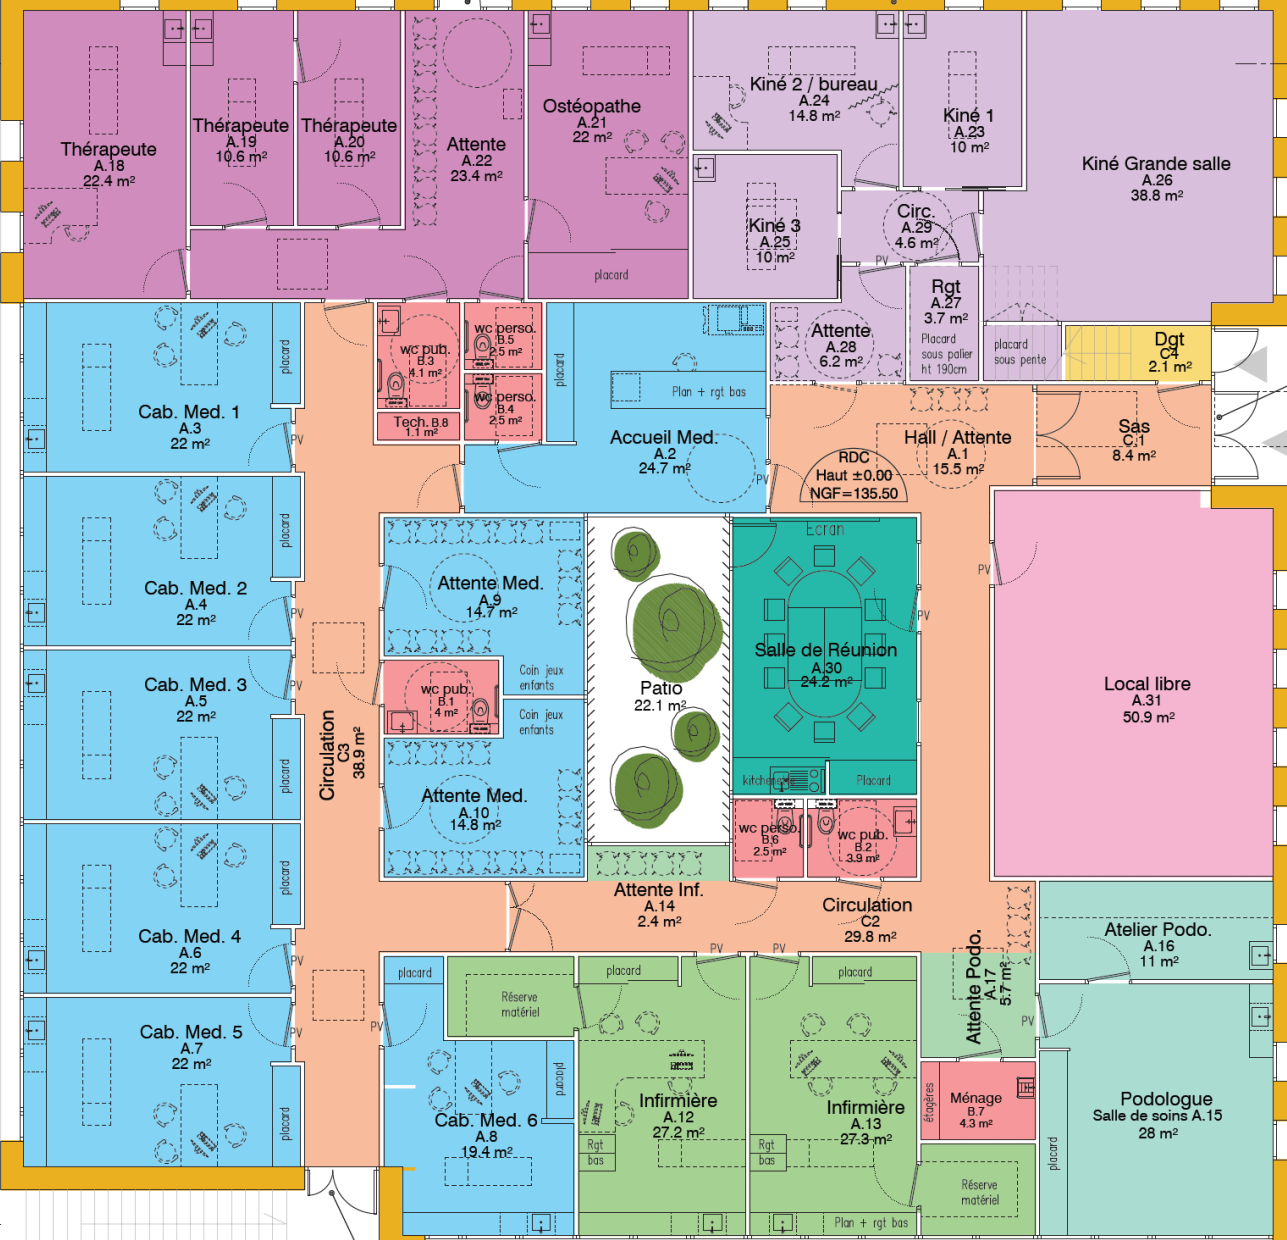 Thérapeute
A.18
22.4 m²
Thérapeute
A.19
10.6 m²
Thérapeute
A.20
10.6 m²
Attente
A.22
23.4 m²
Ostéopathe
A.21
22 m²
placard
Kiné 2 / bureau
A.24
14.8 m²
Kiné 1
A.23
10 m²
Kiné Grande salle
A.26
38.8 m²
Kiné 3
A.25
10 m²
Circ.
A.29
4.6 m²
PV
Rgt
A.27
3.7 m²
Placard
sous palier
ht 190cm
placard
sous pente
Attente
A.28
6.2 m²
Dgt
C4
2.1 m²
Cab. Med. 1
A.3
22 m²
placard
PV
wc pub.
B.3
4.1 m²
wc perso.
B.5
2.5 m²
wc perso.
B.4
2.5 m²
Tech. B.8
1.1 m²
placard
Plan + rgt bas
Accueil Med.
A.2
24.7 m²
PV
Hall / Attente
A.1
15.5 m²
RDC
Haut ±0.00
NGF=135.50
Sas
C.1
8.4 m²
Cab. Med. 2
A.4
22 m²
placard
PV
Attente Med.
A.9
14.7 m²
Coin jeux
enfants
Ecran
Salle de Réunion
A.30
24.2 m²
PV
PV
kitchenette
Placard
Local libre
A.31
50.9 m²
Patio
22.1 m²
Cab. Med. 3
A.5
22 m²
PV
placard
Circulation
C3
38.9 m²
wc pub.
B.1
4 m²
Coin jeux
enfants
Attente Med.
A.10
14.8 m²
wc perso.
B.6
2.5 m²
wc pub.
B.2
3.9 m²
Cab. Med. 4
A.6
22 m²
placard
PV
Attente Inf.
A.14
2.4 m²
Circulation
C2
29.8 m²
PV
PV
Attente Podo.
A.17
5.7 m²
PV
Atelier Podo.
A.16
11 m²
Cab. Med. 5
A.7
22 m²
PV
placard
PV
placard
Réserve
matériel
placard
Cab. Med. 6
A.8
19.4 m²
placard
Infirmière
A.12
27.2 m²
Rgt
bas
placard
Infirmière
A.13
27.3 m²
Rgt
bas
Plan + rgt bas
étagères
Ménage
B.7
4.3 m²
Réserve
matériel
placard
Podologue
Salle de soins A.15
28 m²